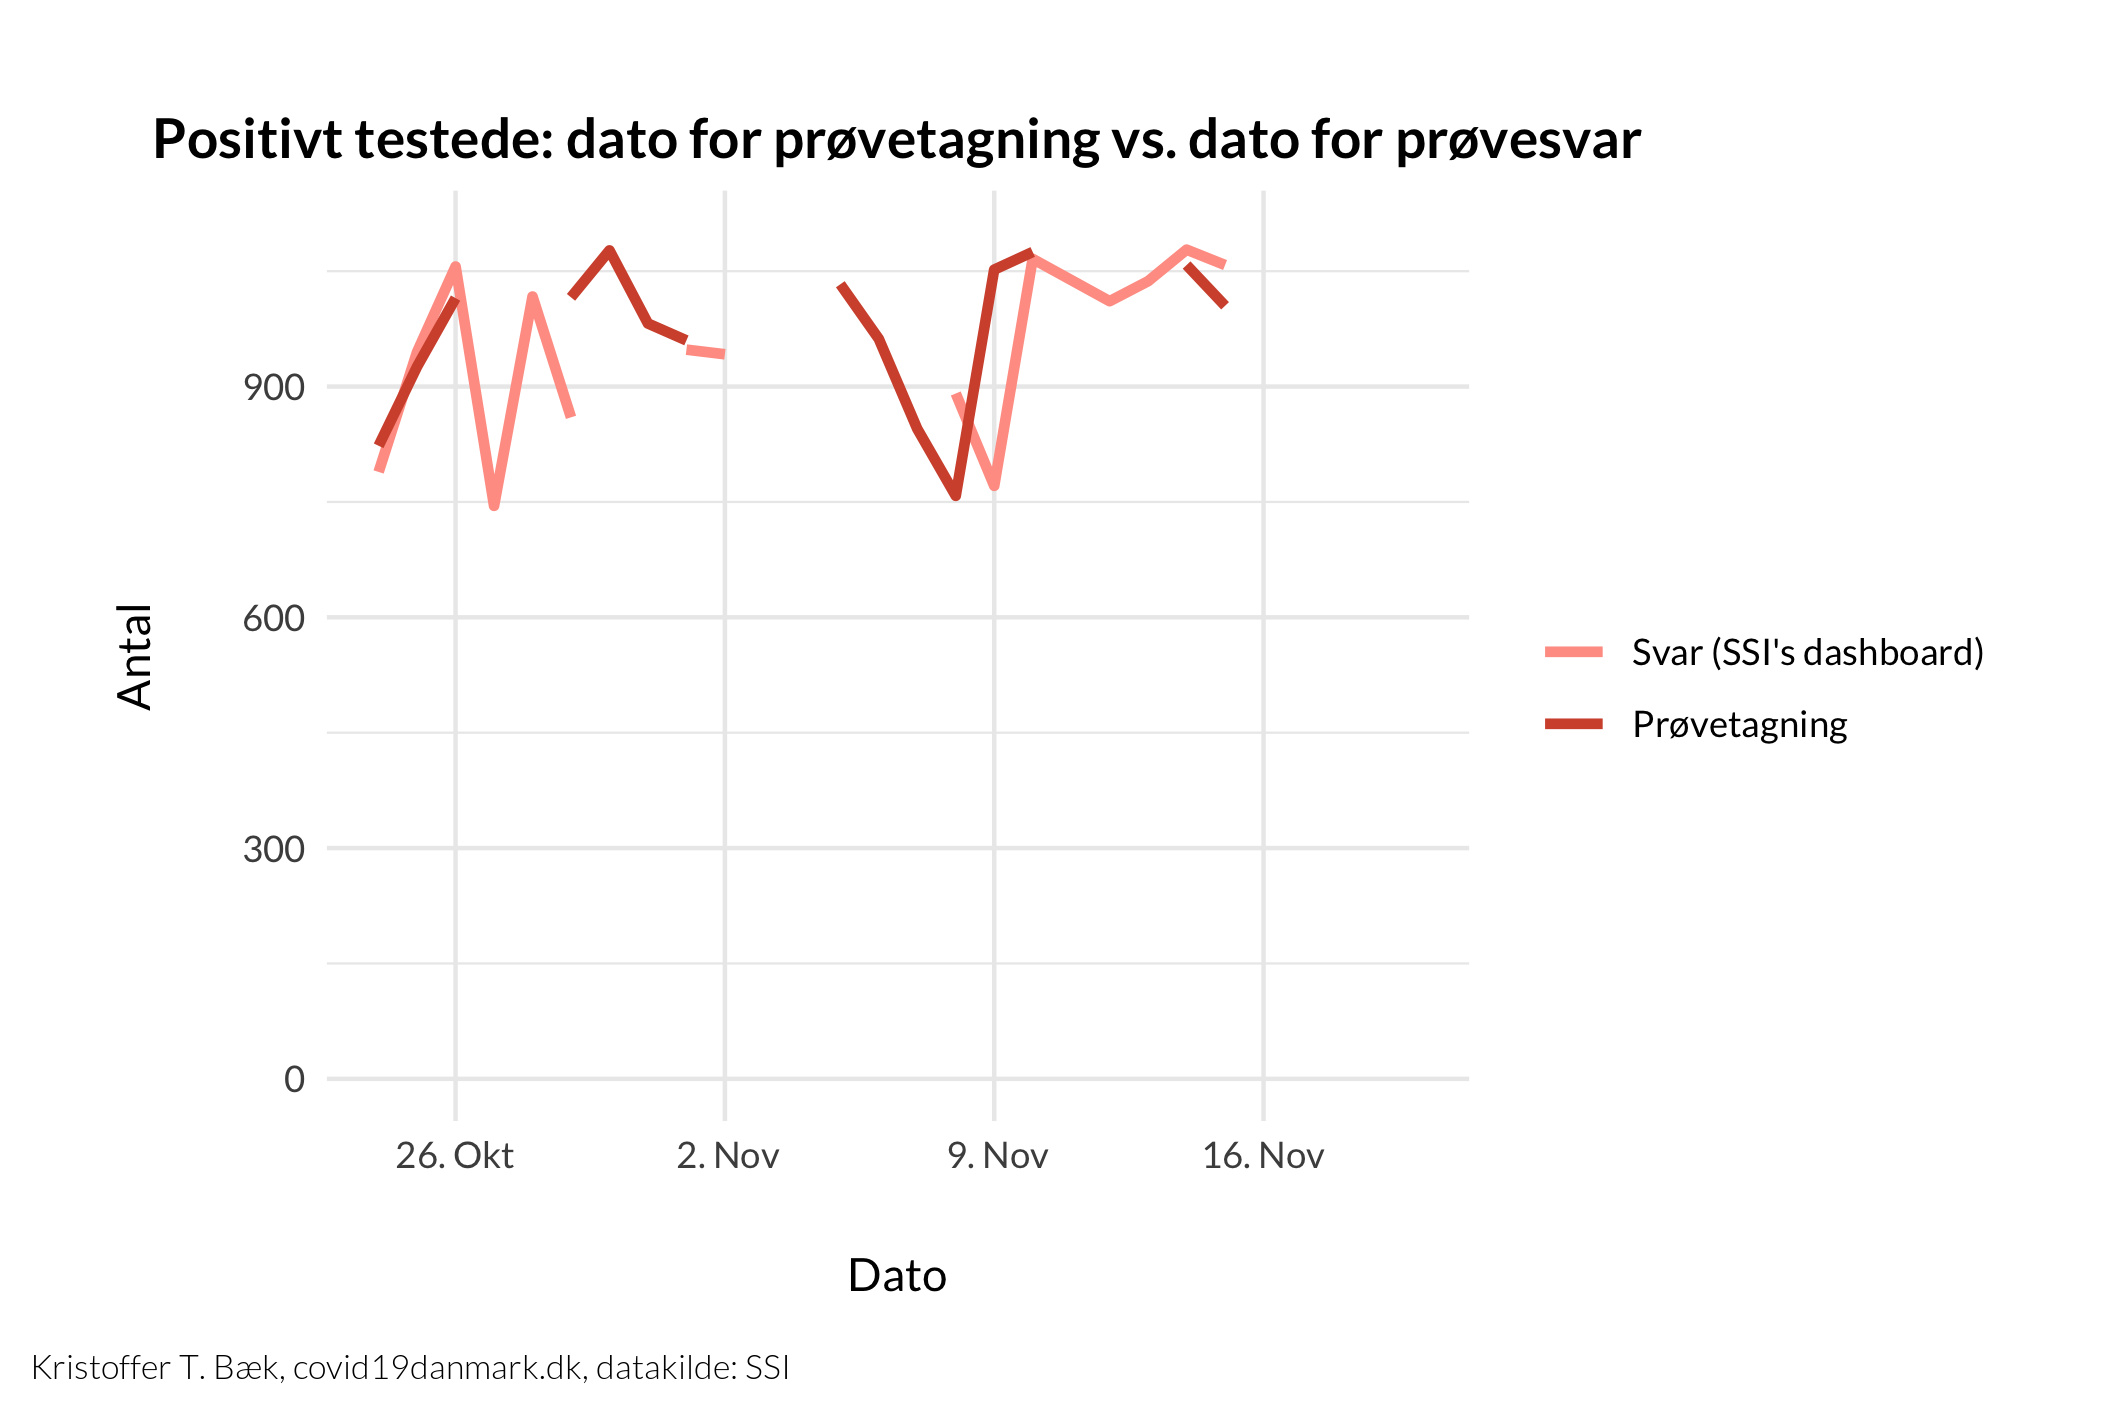 Positivt testede: dato for prøvetagning vs. dato for prøvesvar
Antal
900
600
300
0
26. Okt
2. Nov
9. Nov
16. Nov
Dato
Svar (SSI's dashboard)
Prøvetagning
Kristoffer T. Bæk, covid19danmark.dk, datakilde: SSI